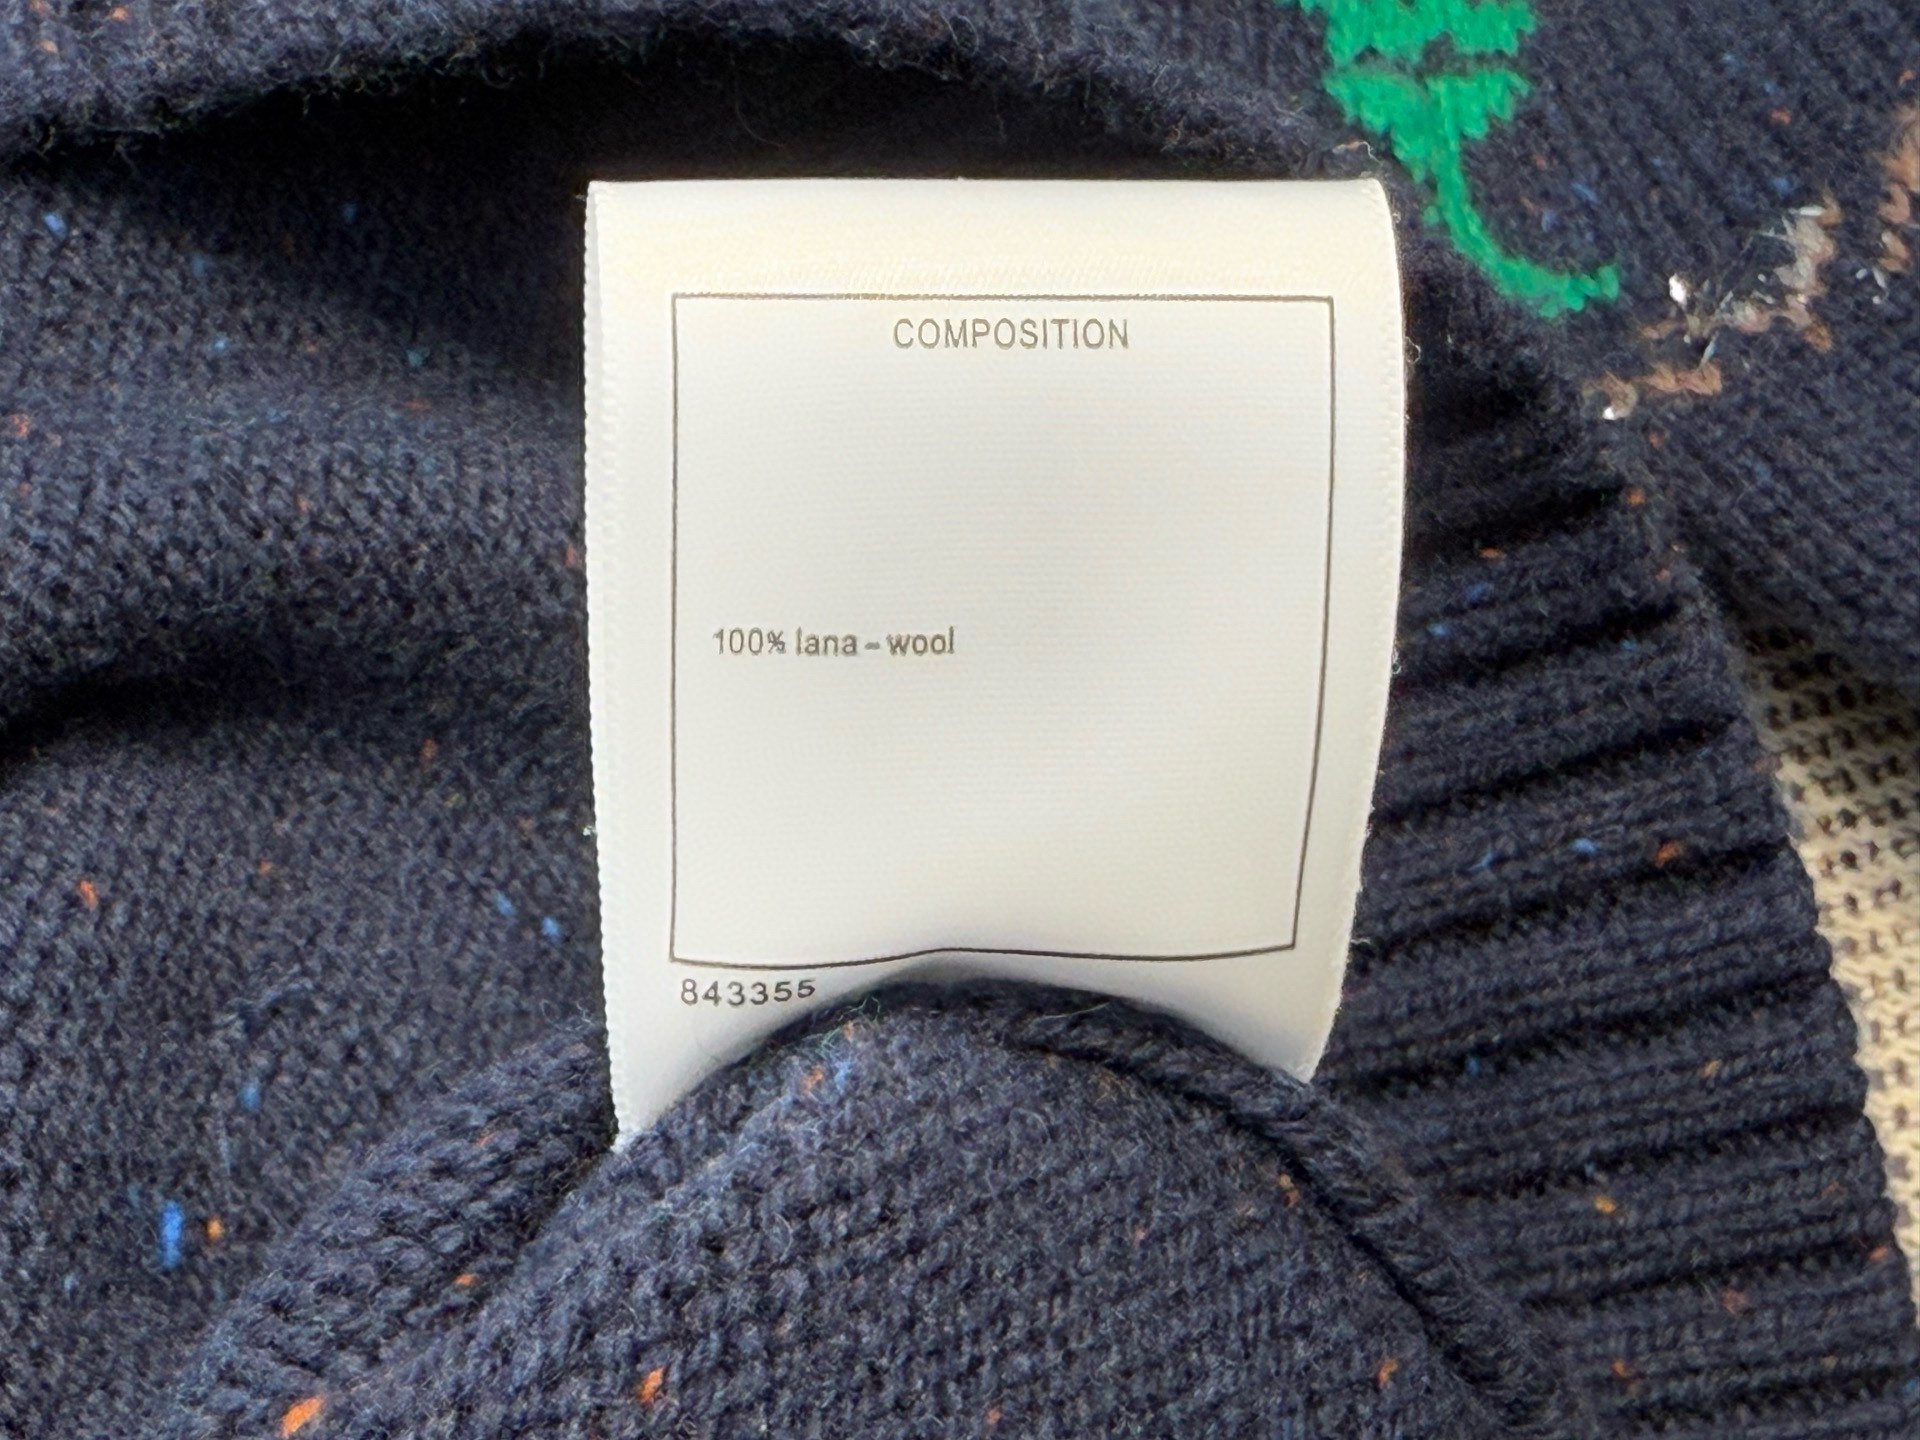 COMPOSITION
100% lana - wool
843355